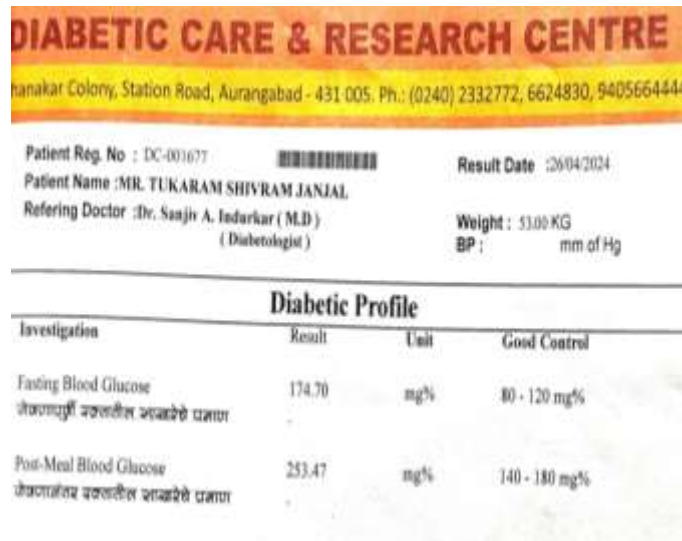 DIABETIC CARE & RESEARCH CENTRE
hanakar Colony, Station Road, Aurangabad - 431 005. Ph.: (0240) 2332772, 6624830, 9405664444
Patient Reg. No : DC-001677
Result Date :26/04/2024
Patient Name :MR. TUKARAM SHIVRAM JANJAL
Refering Doctor :Dr. Sanjiv A. Indurkar ( M.D )
( Diabetologist )
Weight : 53.00 KG
BP : mm of Hg
Diabetic Profile
Investigation Result Unit Good Control
Fasting Blood Glucose 174.70 mg% 80 - 120 mg%
जेवणापुर्वी रक्तातील साखरेचे प्रमाण
Post-Meal Blood Glucose 253.47 mg% 140 - 180 mg%
जेवणानंतर रक्तातील साखरेचे प्रमाण